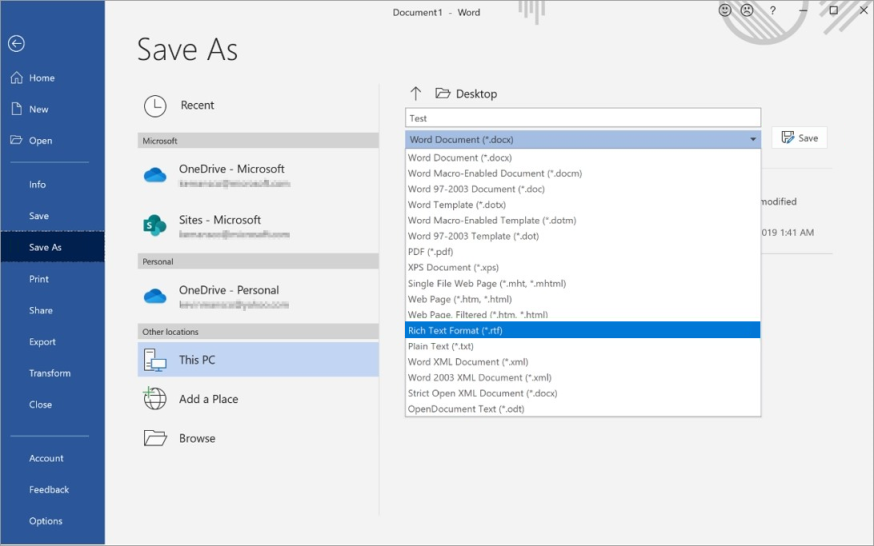 Document1 - Word
?
Home
New
Open
Info
Save
Save As
Print
Share
Export
Transform
Close
Account
Feedback
Options
Save As
Recent
Microsoft
OneDrive - Microsoft
Sites - Microsoft
Personal
OneDrive - Personal
Other locations
This PC
Add a Place
Browse
Desktop
Test
Word Document (*.docx)
Save
Word Document (*.docx)
Word Macro-Enabled Document (*.docm)
Word 97-2003 Document (*.doc)
Word Template (*.dotx)
Word Macro-Enabled Template (*.dotm)
Word 97-2003 Template (*.dot)
PDF (*.pdf)
XPS Document (*.xps)
Single File Web Page (*.mht, *.mhtml)
Web Page (*.htm, *.html)
Web Page, Filtered (*.htm, *.html)
Rich Text Format (*.rtf)
Plain Text (*.txt)
Word XML Document (*.xml)
Word 2003 XML Document (*.xml)
Strict Open XML Document (*.docx)
OpenDocument Text (*.odt)
modified
019 1:41 AM